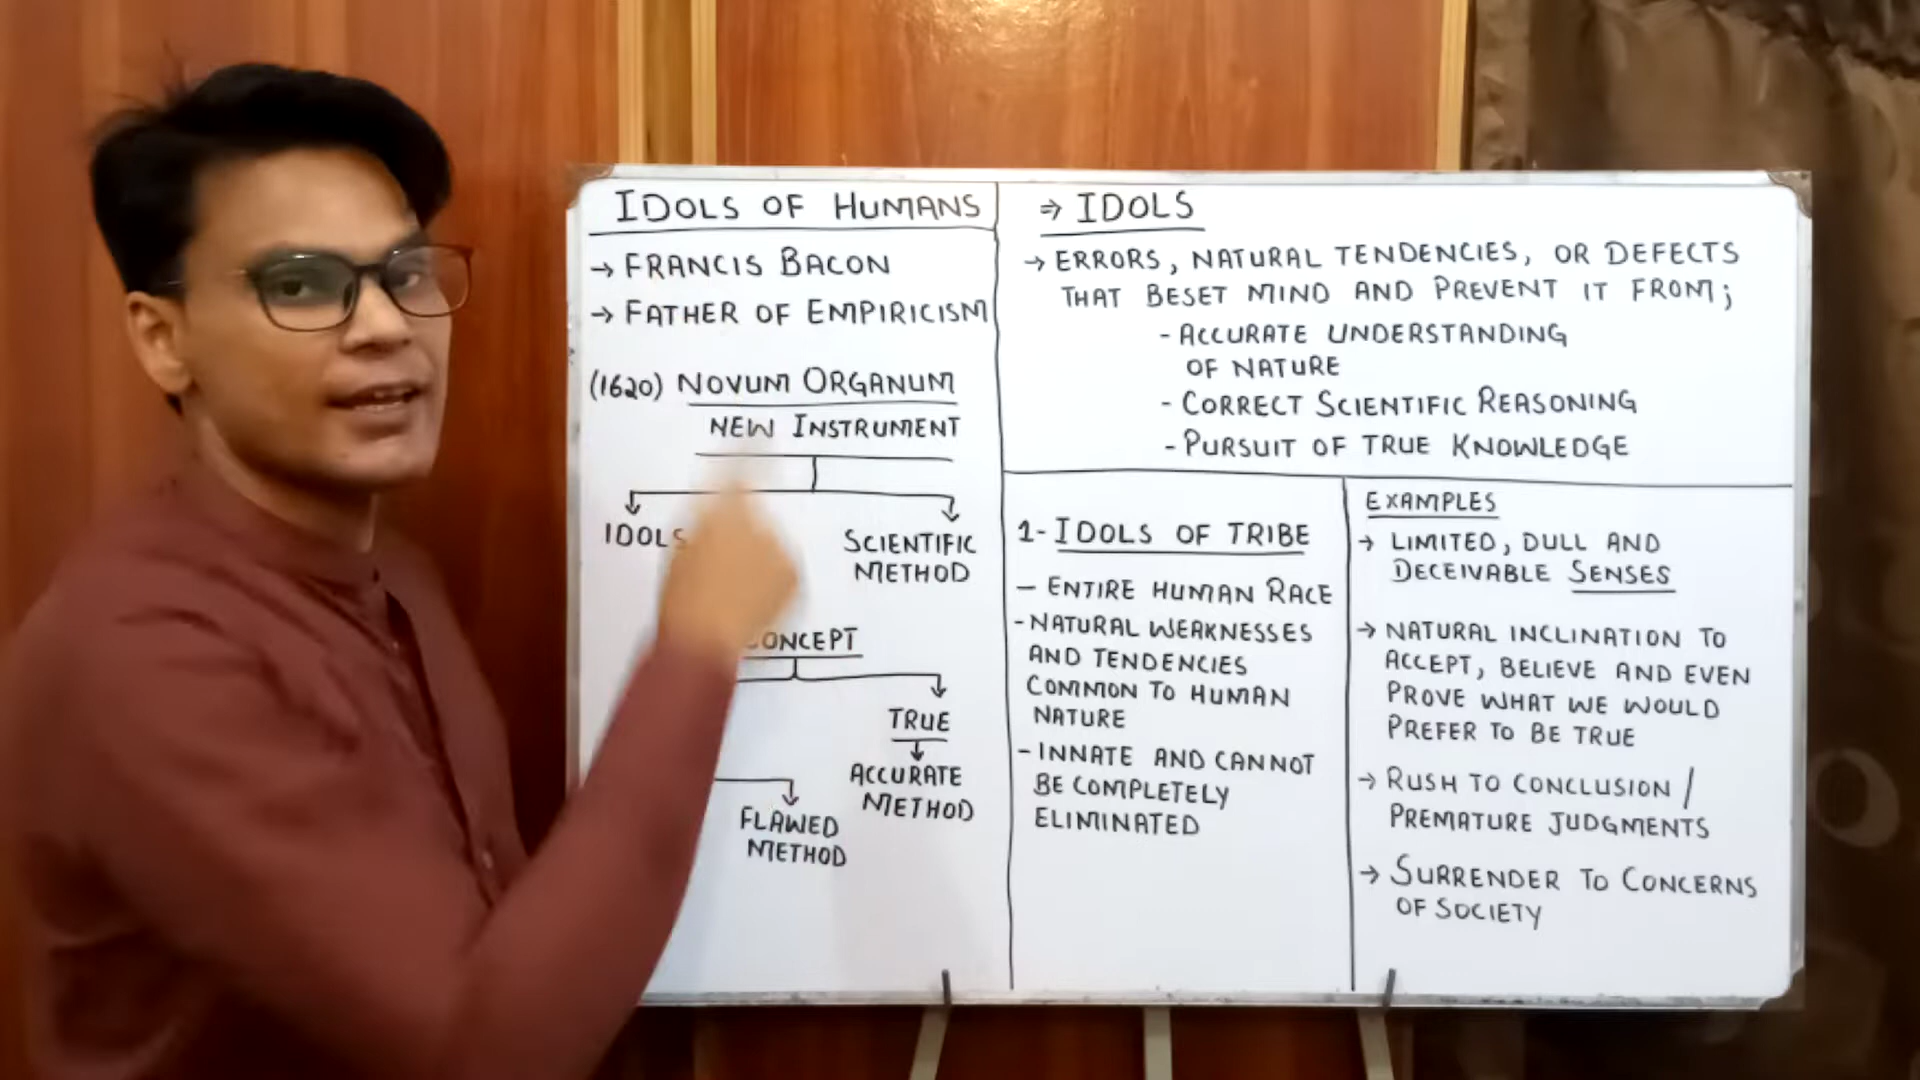 IDOLS OF HUMANS
→ FRANCIS BACON
→ FATHER OF EMPIRICISM
(1620) NOVUM ORGANUM
NEW INSTRUMENT
IDOLS
SCIENTIFIC
METHOD
CONCEPT
TRUE
ACCURATE
METHOD
FLAWED
METHOD
⇒ IDOLS
→ ERRORS, NATURAL TENDENCIES, OR DEFECTS
THAT BESET MIND AND PREVENT IT FROM;
- ACCURATE UNDERSTANDING
OF NATURE
- CORRECT SCIENTIFIC REASONING
- PURSUIT OF TRUE KNOWLEDGE
1- IDOLS OF TRIBE
- ENTIRE HUMAN RACE
- NATURAL WEAKNESSES
AND TENDENCIES
COMMON TO HUMAN
NATURE
- INNATE AND CANNOT
BE COMPLETELY
ELIMINATED
EXAMPLES
→ LIMITED, DULL AND
DECEIVABLE SENSES
→ NATURAL INCLINATION TO
ACCEPT, BELIEVE AND EVEN
PROVE WHAT WE WOULD
PREFER TO BE TRUE
→ RUSH TO CONCLUSION /
PREMATURE JUDGMENTS
→ SURRENDER TO CONCERNS
OF SOCIETY